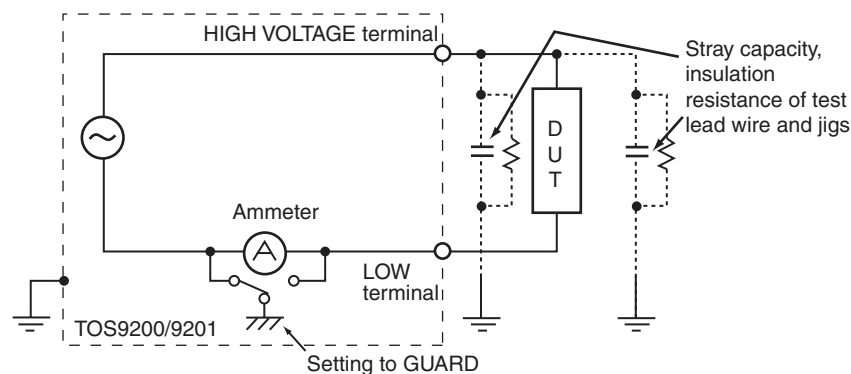 HIGH VOLTAGE terminal
Stray capacity,
insulation
resistance of test
lead wire and jigs
D
U
T
Ammeter
A
LOW
terminal
TOS9200/9201
Setting to GUARD